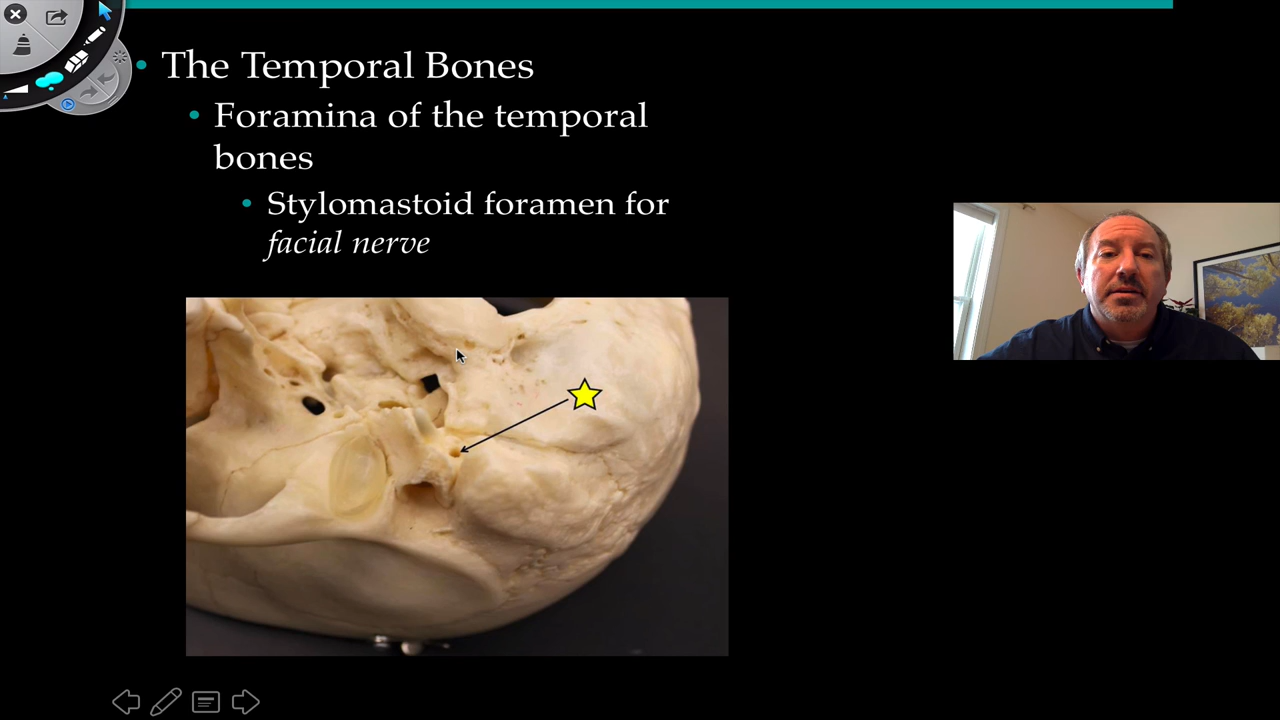 The Temporal Bones
Foramina of the temporal
bones
Stylomastoid foramen for
facial nerve